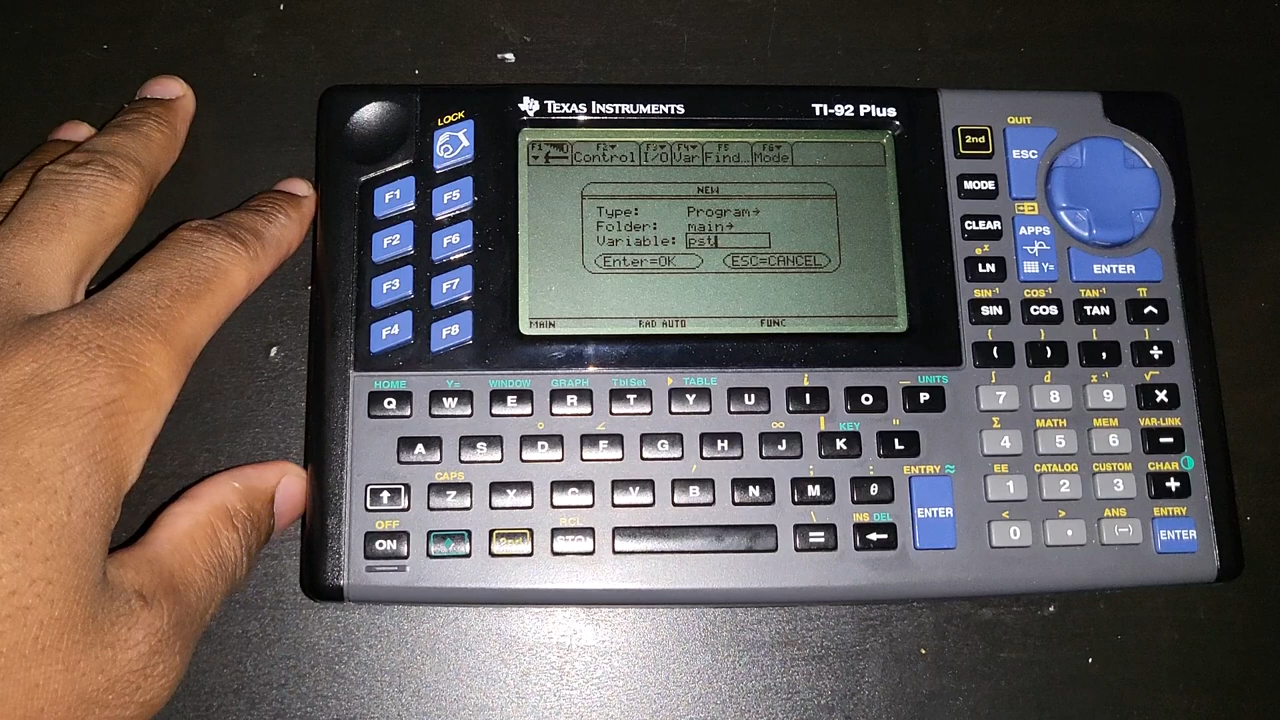 TEXAS INSTRUMENTS TI-92 Plus
F1 F2 Control F3 I/O F4 Var F5 Find... F6 Mode
NEW
Type: Program→
Folder: main→
Variable: pst
Enter=OK ESC=CANCEL
MAIN RAD AUTO FUNC
LOCK
F1 F5
F2 F6
F3 F7
F4 F8
QUIT
2nd ESC
MODE
CLEAR APPS
Y=
eˣ
LN ENTER
SIN⁻¹ COS⁻¹ TAN⁻¹ π
SIN COS TAN ^
{ } [ ]
( ) , ÷
∫ d x⁻¹ √
7 8 9 ×
Σ MATH MEM VAR-LINK
4 5 6 −
EE CATALOG CUSTOM CHAR
1 2 3 +
< > ANS ENTRY
0 . (−) ENTER
HOME Y= WINDOW GRAPH TblSet TABLE i UNITS
Q W E R T Y U I O P
° ∠ ∞ | KEY "
A S D F G H J K L
CAPS ' ; : ENTRY ≈
↑ Z X C V B N M θ ENTER
OFF RCL \ INS DEL
ON ◆ 2nd STO = ←